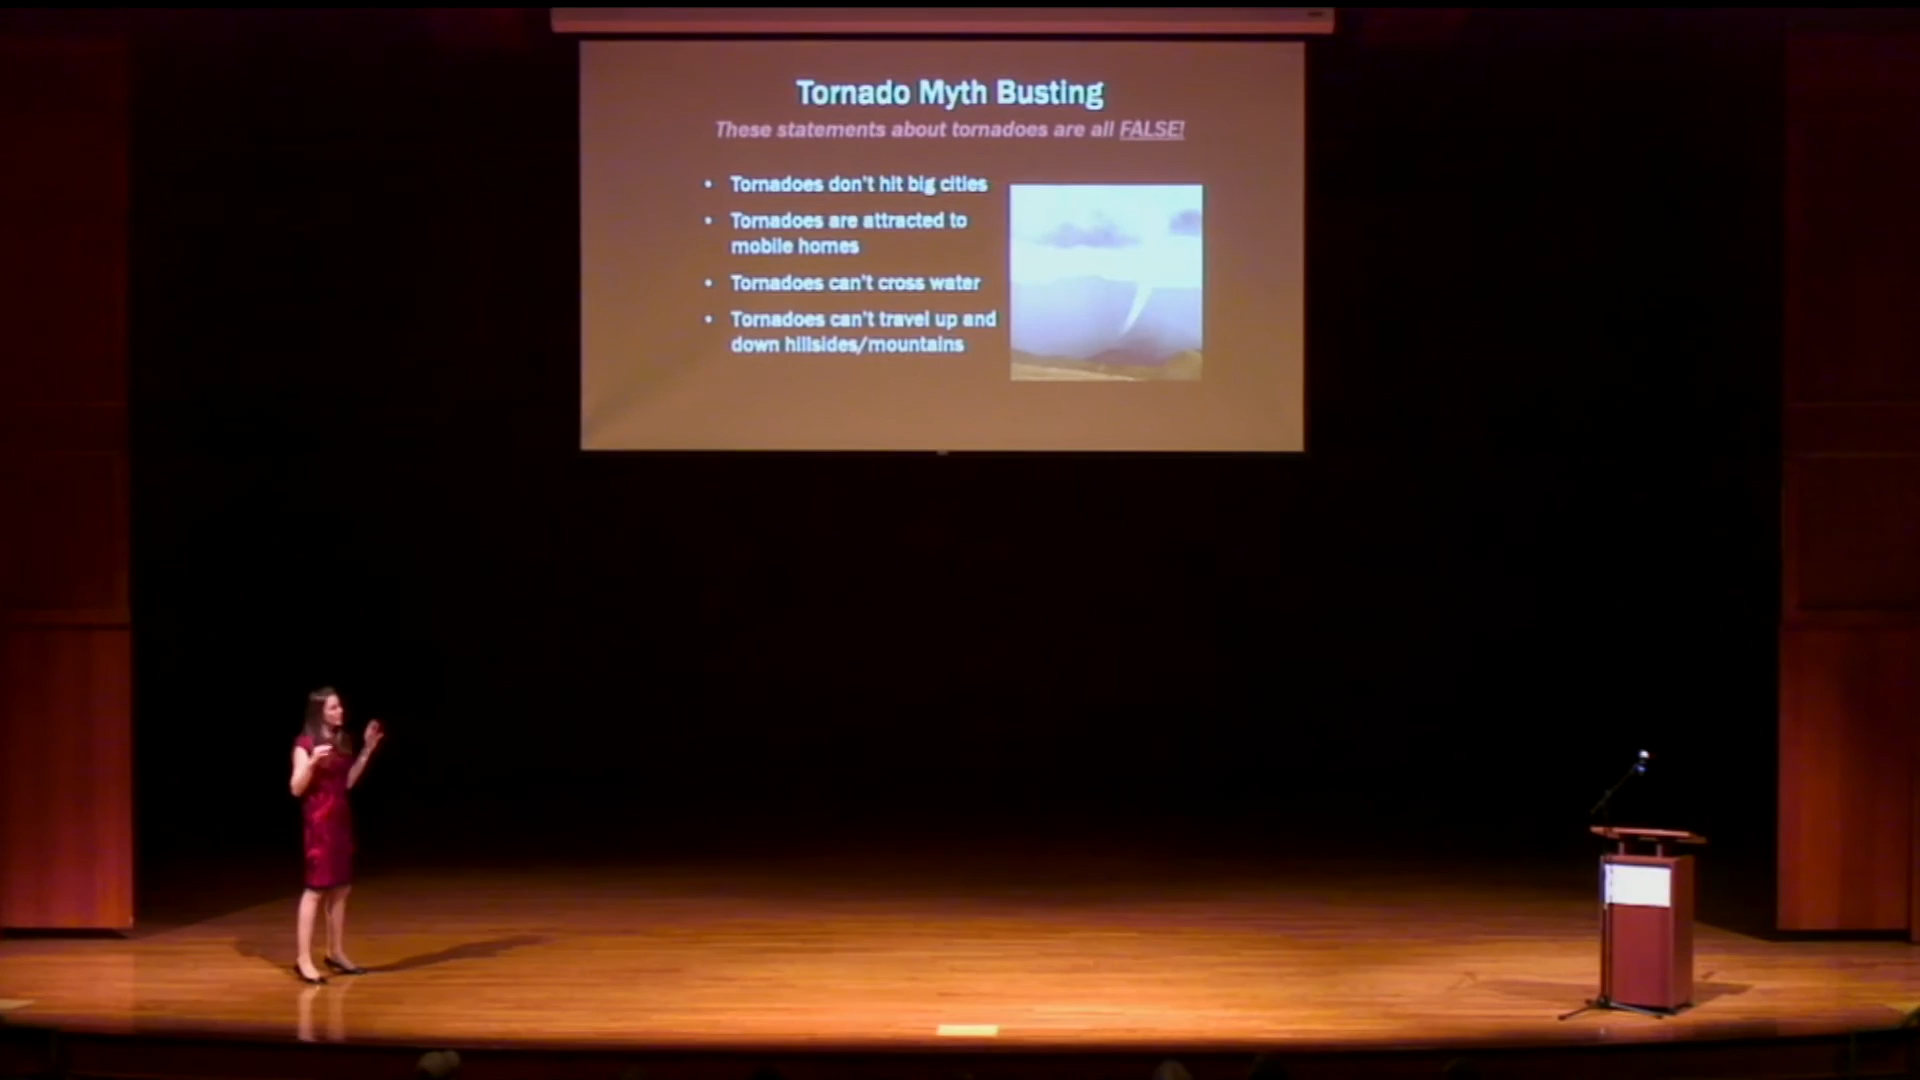 Tornado Myth Busting
These statements about tornadoes are all FALSE!
• Tornadoes don't hit big cities
• Tornadoes are attracted to
mobile homes
• Tornadoes can't cross water
• Tornadoes can't travel up and
down hillsides/mountains